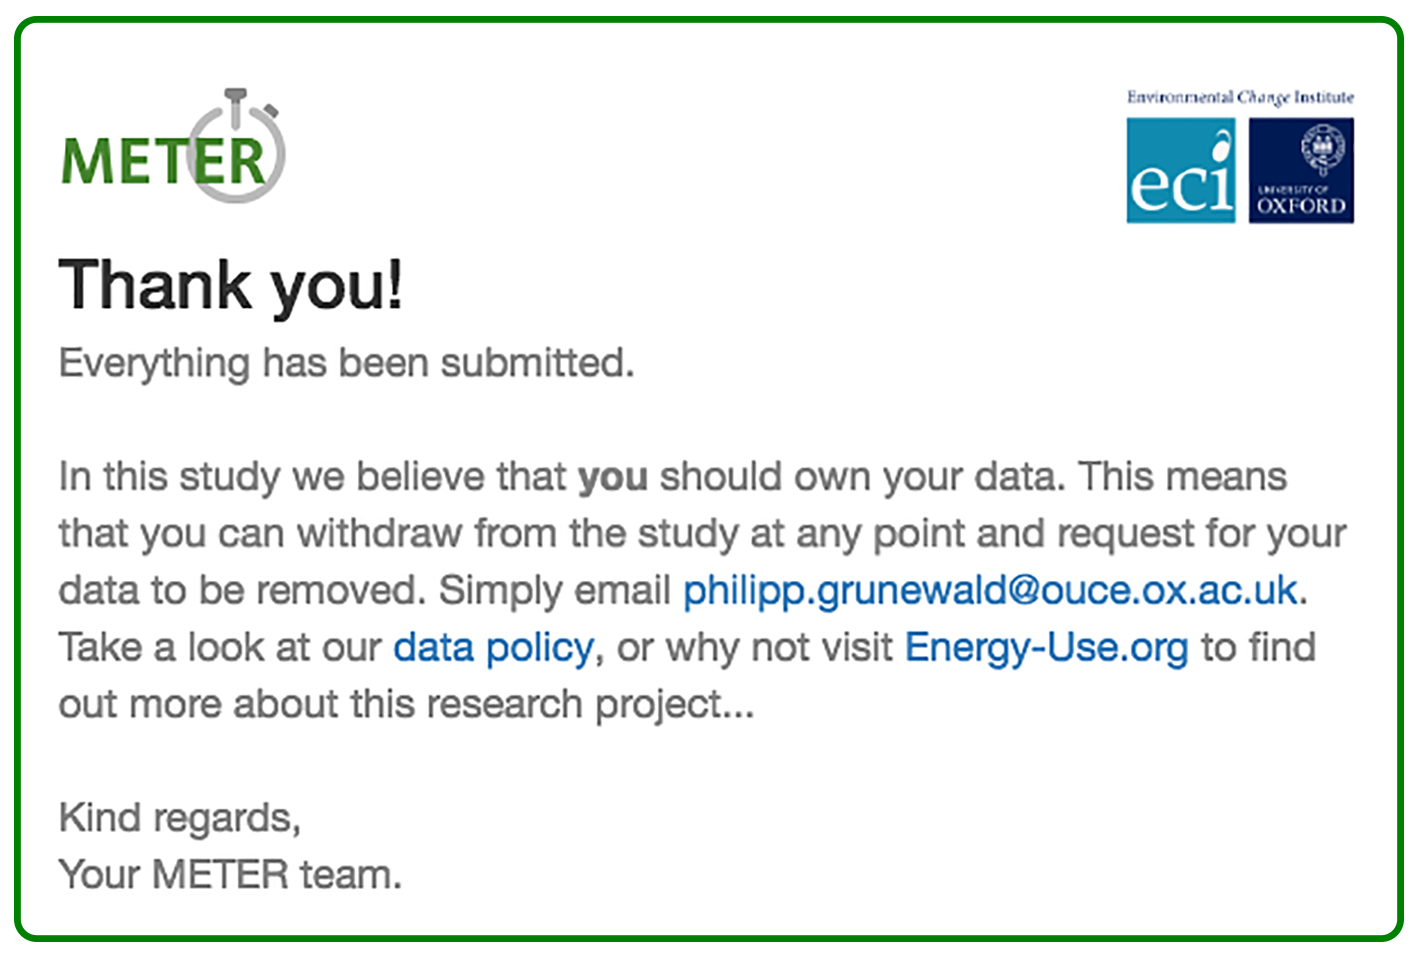 METER
Environmental Change Institute
eci
UNIVERSITY OF
OXFORD
Thank you!
Everything has been submitted.
In this study we believe that you should own your data. This means
that you can withdraw from the study at any point and request for your
data to be removed. Simply email philipp.grunewald@ouce.ox.ac.uk.
Take a look at our data policy, or why not visit Energy-Use.org to find
out more about this research project...
Kind regards,
Your METER team.